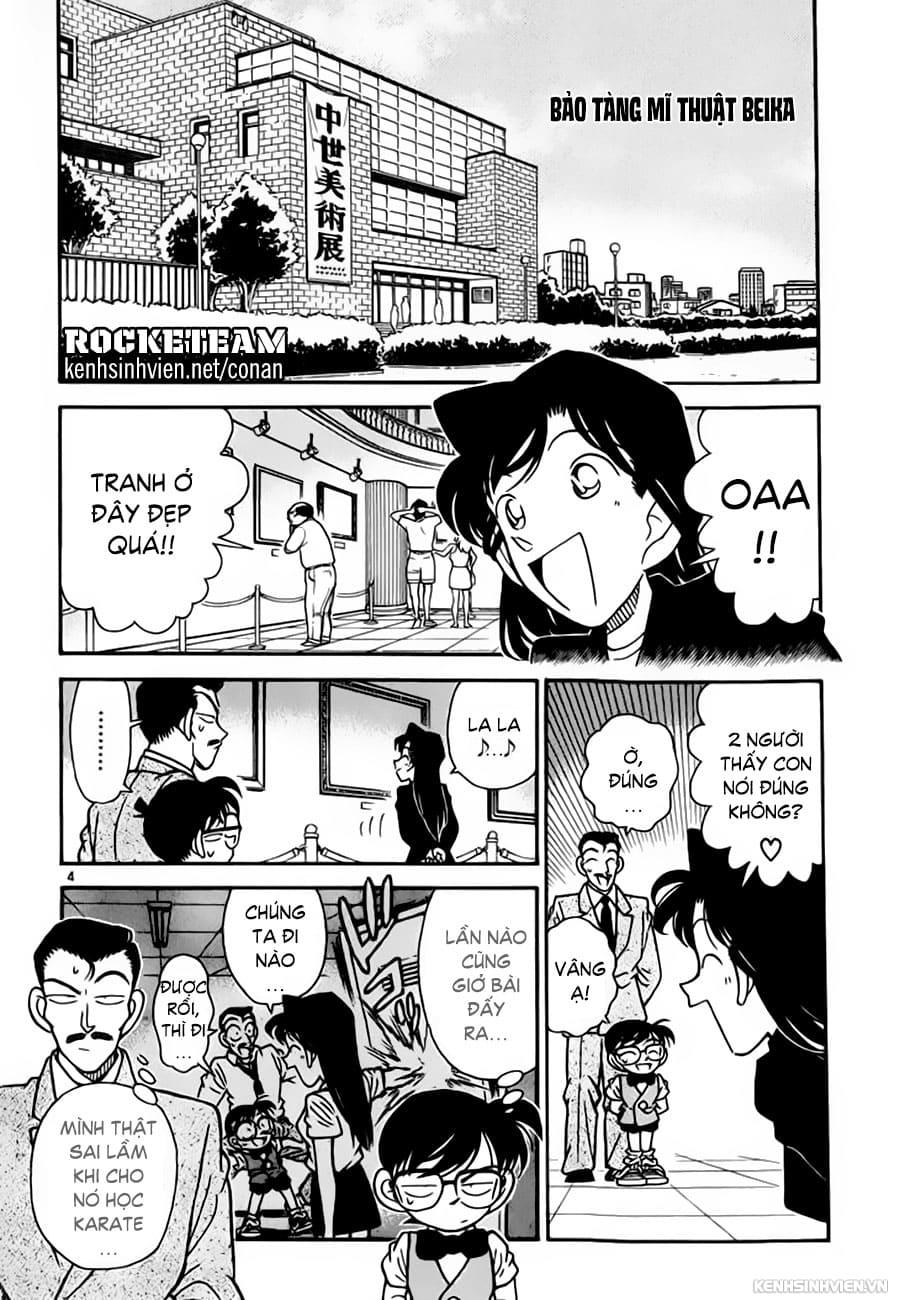 BẢO TÀNG MĨ THUẬT BEIKA
中世美術展
ROCKETEAM
kenhsinhvien.net/conan
OAA
!!
TRANH Ở
ĐÂY ĐẸP
QUÁ!!
2 NGƯỜI
THẤY CON
NÓI ĐÚNG
KHÔNG?
♡
Ờ,
ĐÚNG
...
VÂNG
Ạ!
LA LA
♪...♪
.........
4
CHÚNG
TA ĐI
NÀO
...
ĐƯỢC
RỒI,
THÌ ĐI
...
LẦN NÀO
CŨNG
GIỞ BÀI
ĐẤY
RA...
MÌNH THẬT
SAI LẦM
KHI CHO
NÓ HỌC
KARATE
...
KENHSINHVIEN.VN